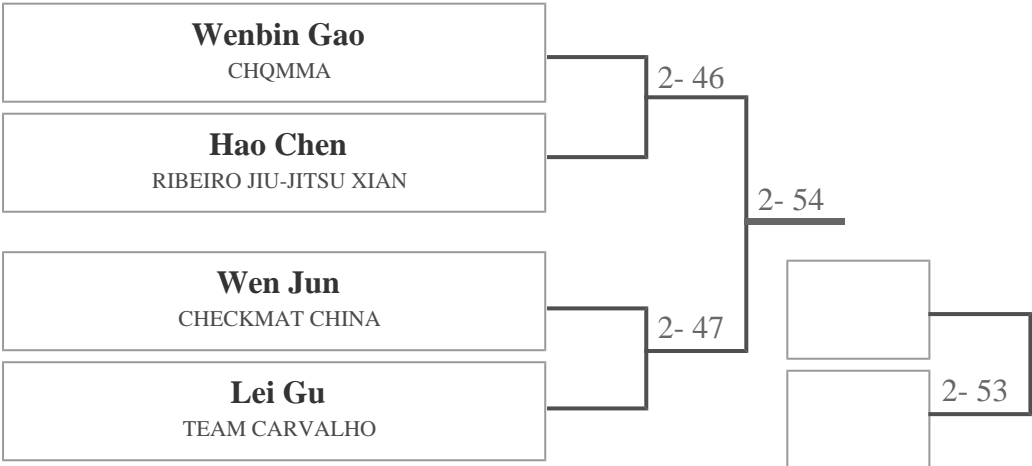 Wenbin Gao
CHQMMA
2- 46
Hao Chen
RIBEIRO JIU-JITSU XIAN
2- 54
Wen Jun
CHECKMAT CHINA
2- 47
Lei Gu
TEAM CARVALHO
2- 53